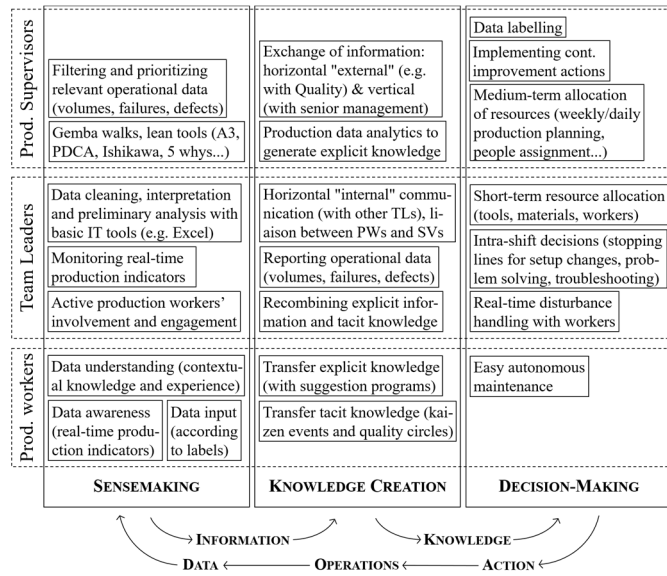 Prod. Supervisors
Filtering and prioritizing
relevant operational data
(volumes, failures, defects)
Gemba walks, lean tools (A3,
PDCA, Ishikawa, 5 whys...)
Exchange of information:
horizontal "external" (e.g.
with Quality) & vertical
(with senior management)
Production data analytics to
generate explicit knowledge
Data labelling
Implementing cont.
improvement actions
Medium-term allocation
of resources (weekly/daily
production planning,
people assignment...)
Team Leaders
Data cleaning, interpretation
and preliminary analysis with
basic IT tools (e.g. Excel)
Monitoring real-time
production indicators
Active production workers'
involvement and engagement
Horizontal "internal" commu-
nication (with other TLs), li-
aison between PWs and SVs
Reporting operational data
(volumes, failures, defects)
Recombining explicit infor-
mation and tacit knowledge
Short-term resource allocation
(tools, materials, workers)
Intra-shift decisions (stopping
lines for setup changes, prob-
lem solving, troubleshooting)
Real-time disturbance
handling with workers
Prod. workers
Data understanding (context-
ual knowledge and experience)
Data awareness
(real-time produ-
ction indicators)
Data input
(according
to labels)
Transfer explicit knowledge
(with suggestion programs)
Transfer tacit knowledge (kai-
zen events and quality circles)
Easy autonomous
maintenance
SENSEMAKING
KNOWLEDGE CREATION
DECISION-MAKING
INFORMATION
KNOWLEDGE
DATA
OPERATIONS
ACTION